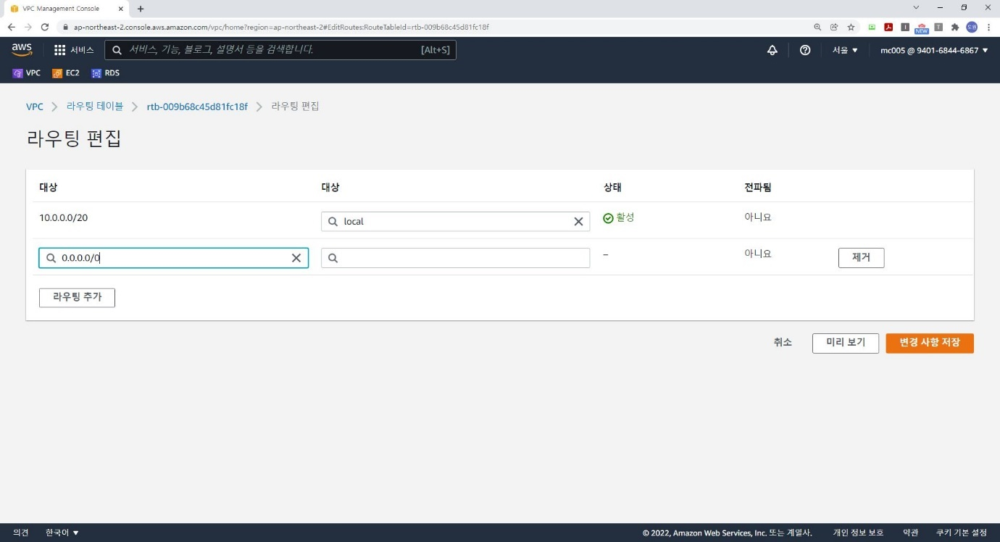 VPC Management Console
ap-northeast-2.console.aws.amazon.com/vpc/home?region=ap-northeast-2#EditRoutes:RouteTableId=rtb-009b68c45d81fc18f
NEW
도원
aws 서비스 서비스, 기능, 블로그, 설명서 등을 검색합니다. [Alt+S] 서울 mc005 @ 9401-6844-6867
VPC EC2 RDS
VPC 라우팅 테이블 rtb-009b68c45d81fc18f 라우팅 편집
라우팅 편집
대상 대상 상태 전파됨
10.0.0.0/20 local 활성 아니요
0.0.0.0/0 – 아니요 제거
라우팅 추가
취소 미리 보기 변경 사항 저장
의견 한국어 © 2022, Amazon Web Services, Inc. 또는 계열사. 개인 정보 보호 약관 쿠키 기본 설정